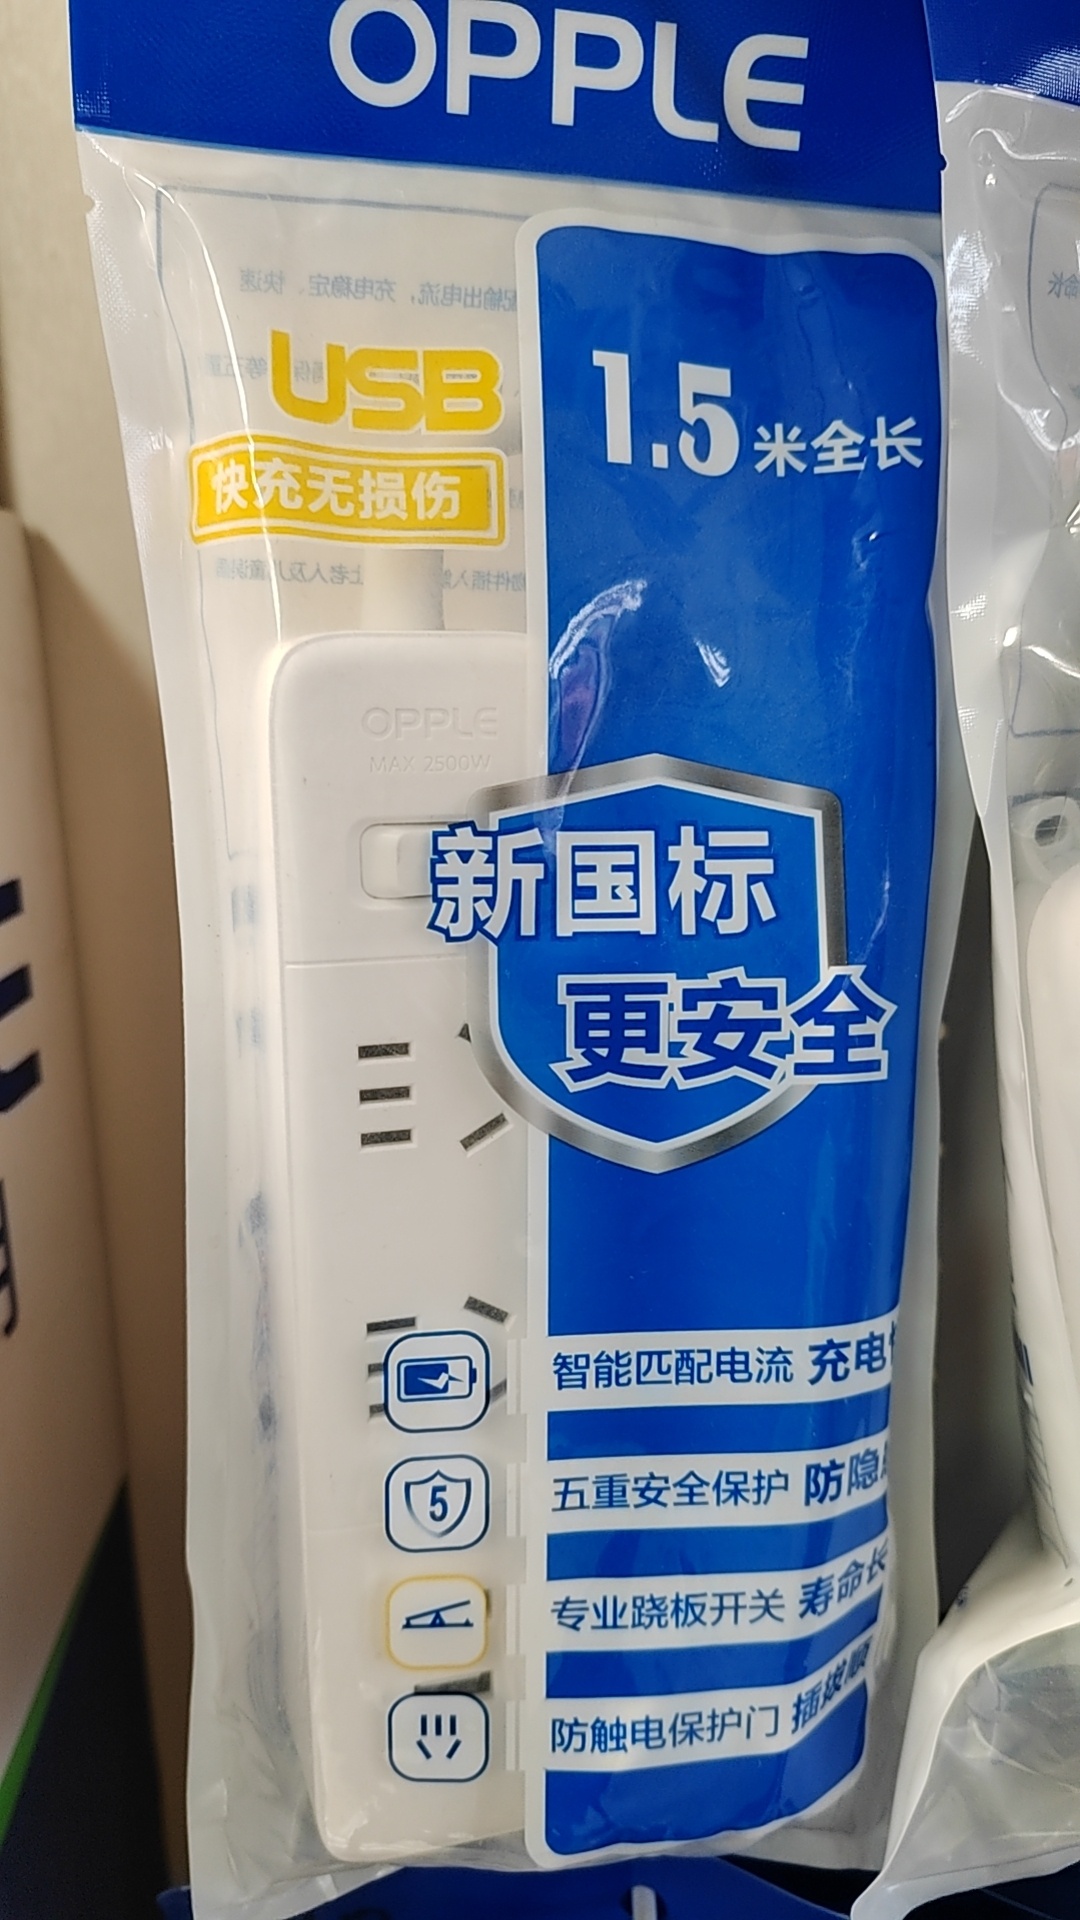 OPPLE
USB
快充无损伤
1.5米全长
OPPLE
MAX 2500W
新国标
更安全
智能匹配电流 充电
5
五重安全保护 防隐
专业跷板开关 寿命长
防触电保护门 插拔顺